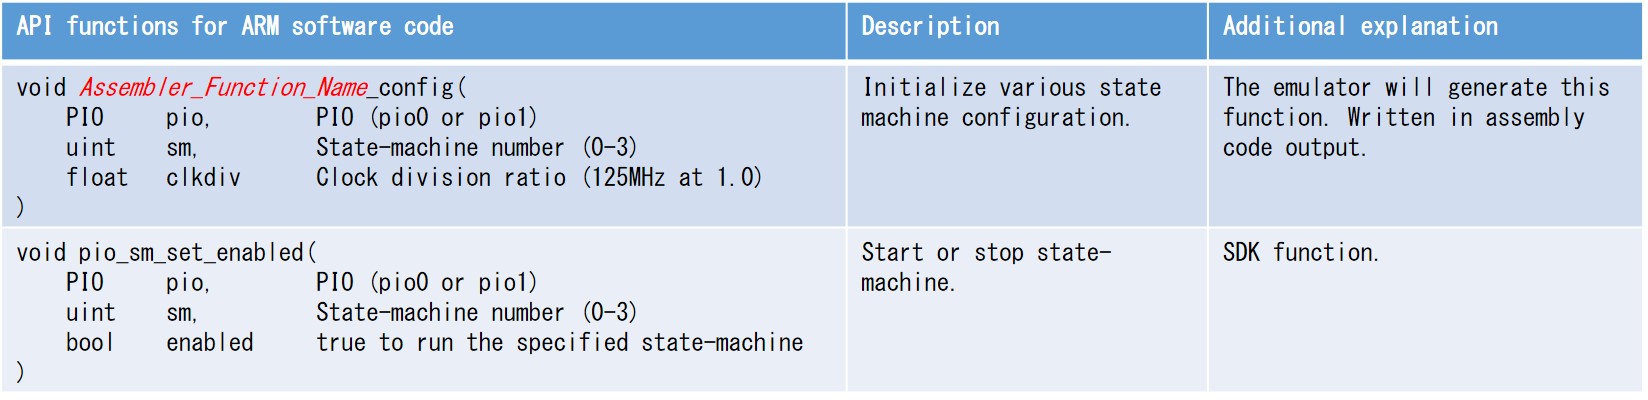 API functions for ARM software code
Description
Additional explanation
void Assembler_Function_Name_config(
PIO pio, PIO (pio0 or pio1)
uint sm, State-machine number (0-3)
float clkdiv Clock division ratio (125MHz at 1.0)
)
Initialize various state
machine configuration.
The emulator will generate this
function. Written in assembly
code output.
void pio_sm_set_enabled(
PIO pio, PIO (pio0 or pio1)
uint sm, State-machine number (0-3)
bool enabled true to run the specified state-machine
)
Start or stop state-
machine.
SDK function.